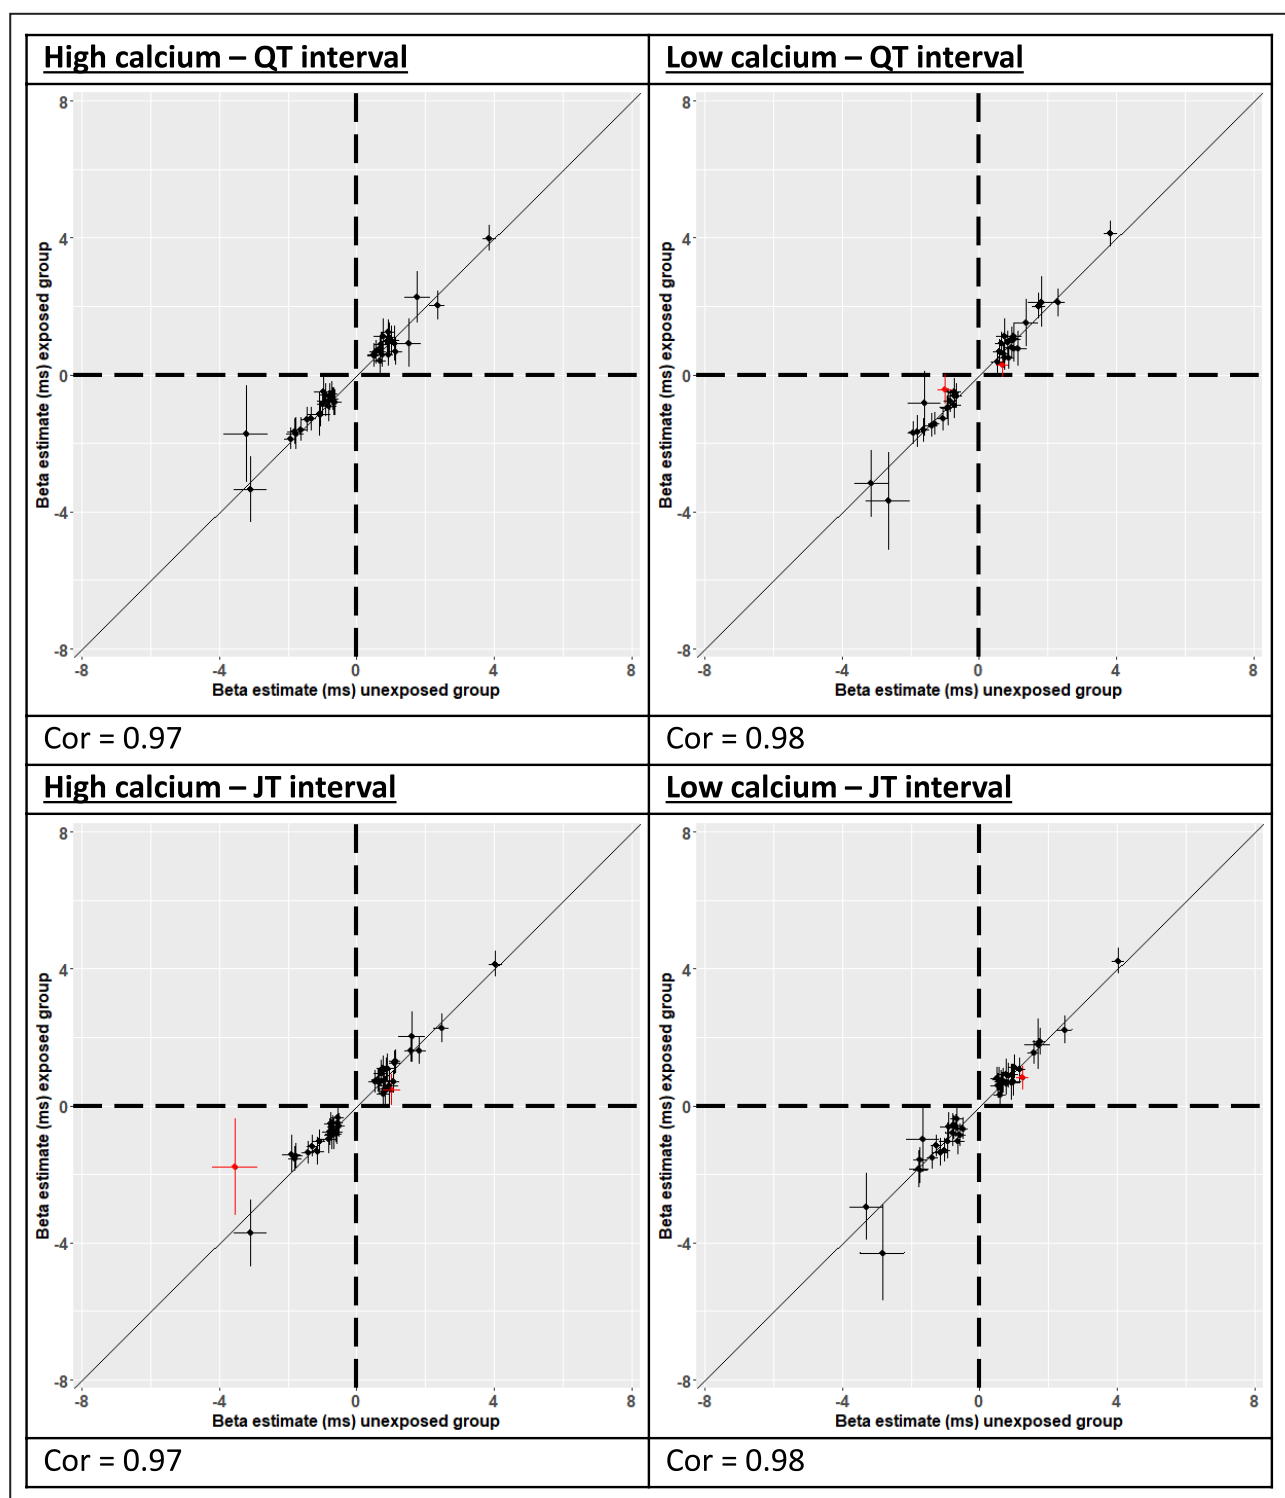 High calcium – QT interval
Low calcium – QT interval
8
4
0
-4
-8
-8 -4 0 4 8
Beta estimate (ms) exposed group
Beta estimate (ms) unexposed group
8
4
0
-4
-8
-8 -4 0 4 8
Beta estimate (ms) exposed group
Beta estimate (ms) unexposed group
Cor = 0.97
Cor = 0.98
High calcium – JT interval
Low calcium – JT interval
8
4
0
-4
-8
-8 -4 0 4 8
Beta estimate (ms) exposed group
Beta estimate (ms) unexposed group
8
4
0
-4
-8
-8 -4 0 4 8
Beta estimate (ms) exposed group
Beta estimate (ms) unexposed group
Cor = 0.97
Cor = 0.98